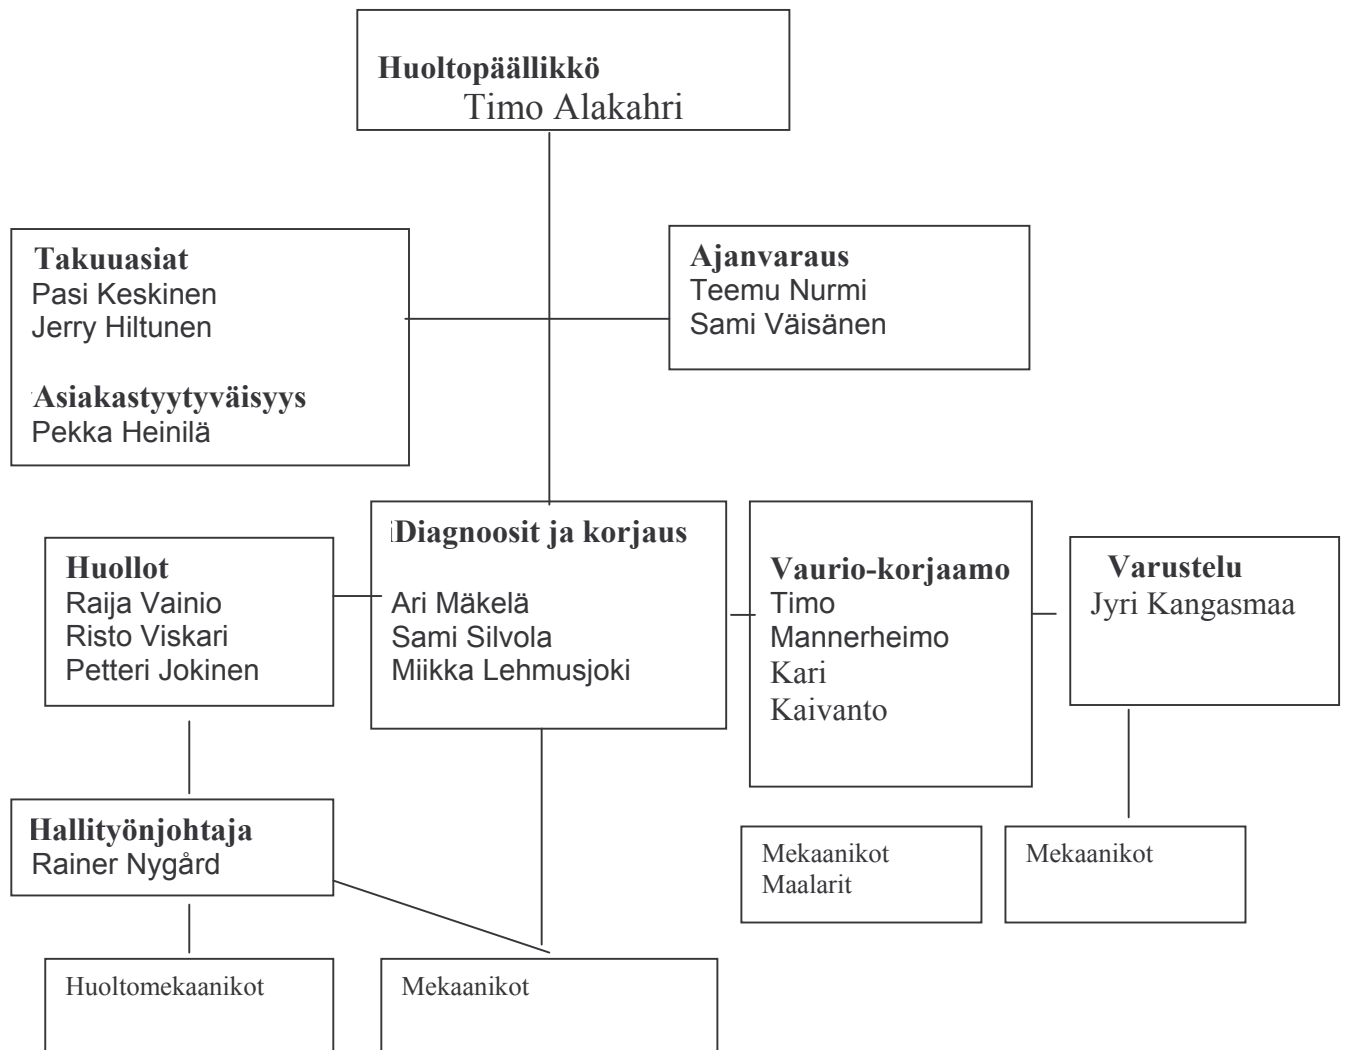 Huoltopäällikkö
Timo Alakahri
Takuuasiat
Pasi Keskinen
Jerry Hiltunen
Asiakastyytyväisyys
Pekka Heinilä
Ajanvaraus
Teemu Nurmi
Sami Väisänen
Huollot
Raija Vainio
Risto Viskari
Petteri Jokinen
Diagnoosit ja korjaus
Ari Mäkelä
Sami Silvola
Miikka Lehmusjoki
Vaurio-korjaamo
Timo
Mannerheimo
Kari
Kaivanto
Varustelu
Jyri Kangasmaa
Hallityönjohtaja
Rainer Nygård
Mekaanikot
Maalarit
Mekaanikot
Huoltomekaanikot
Mekaanikot